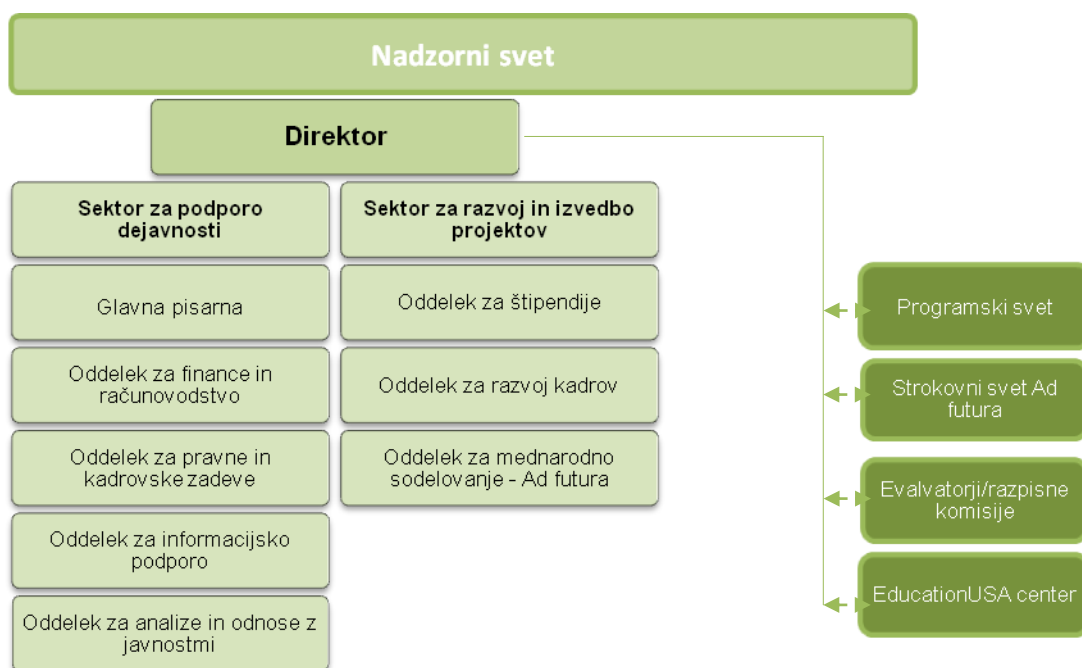 Nadzorni svet
Direktor
Sektor za podporo
dejavnosti
Glavna pisarna
Oddelek za finance in
računovodstvo
Oddelek za pravne in
kadrovske zadeve
Oddelek za informacijsko
podporo
Oddelek za analize in odnose z
javnostmi
Sektor za razvoj in izvedbo
projektov
Oddelek za štipendije
Oddelek za razvoj kadrov
Oddelek za mednarodno
sodelovanje - Ad futura
Programski svet
Strokovni svet Ad
futura
Evalvatorji/razpisne
komisije
EducationUSA center